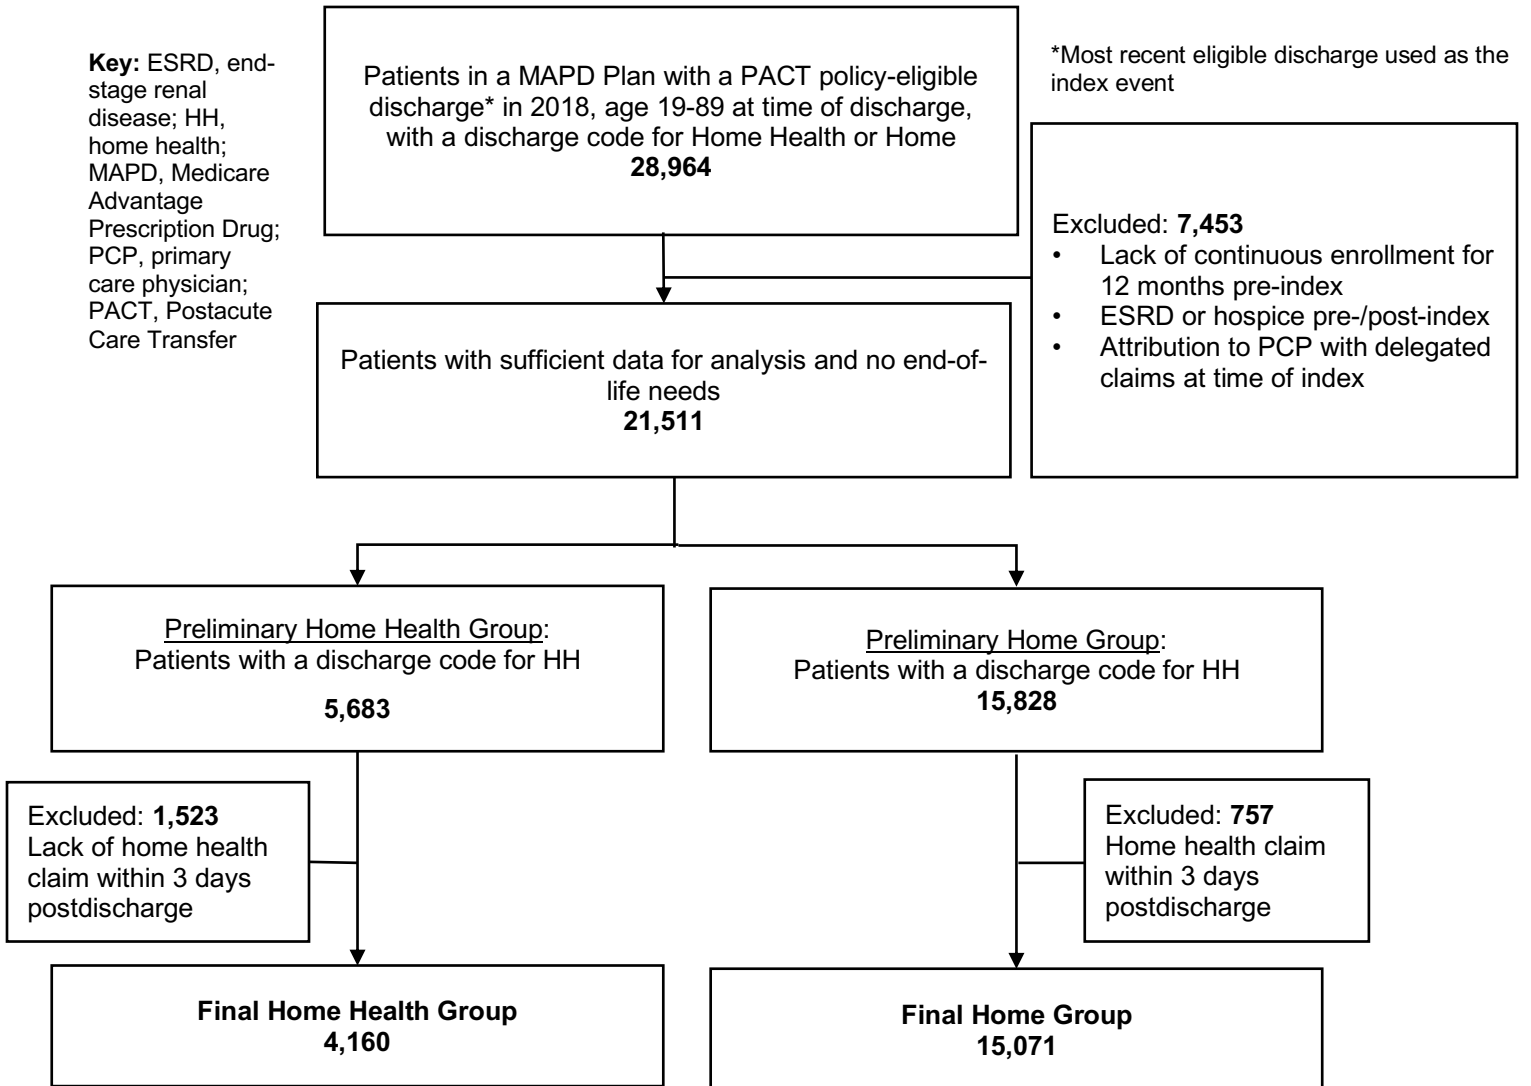 Key: ESRD, end-
stage renal
disease; HH,
home health;
MAPD, Medicare
Advantage
Prescription Drug;
PCP, primary
care physician;
PACT, Postacute
Care Transfer
Patients in a MAPD Plan with a PACT policy-eligible
discharge* in 2018, age 19-89 at time of discharge,
with a discharge code for Home Health or Home
28,964
*Most recent eligible discharge used as the
index event
Excluded: 7,453
• Lack of continuous enrollment for
12 months pre-index
• ESRD or hospice pre-/post-index
• Attribution to PCP with delegated
claims at time of index
Patients with sufficient data for analysis and no end-of-
life needs
21,511
Preliminary Home Health Group:
Patients with a discharge code for HH
5,683
Preliminary Home Group:
Patients with a discharge code for HH
15,828
Excluded: 1,523
Lack of home health
claim within 3 days
postdischarge
Excluded: 757
Home health claim
within 3 days
postdischarge
Final Home Health Group
4,160
Final Home Group
15,071